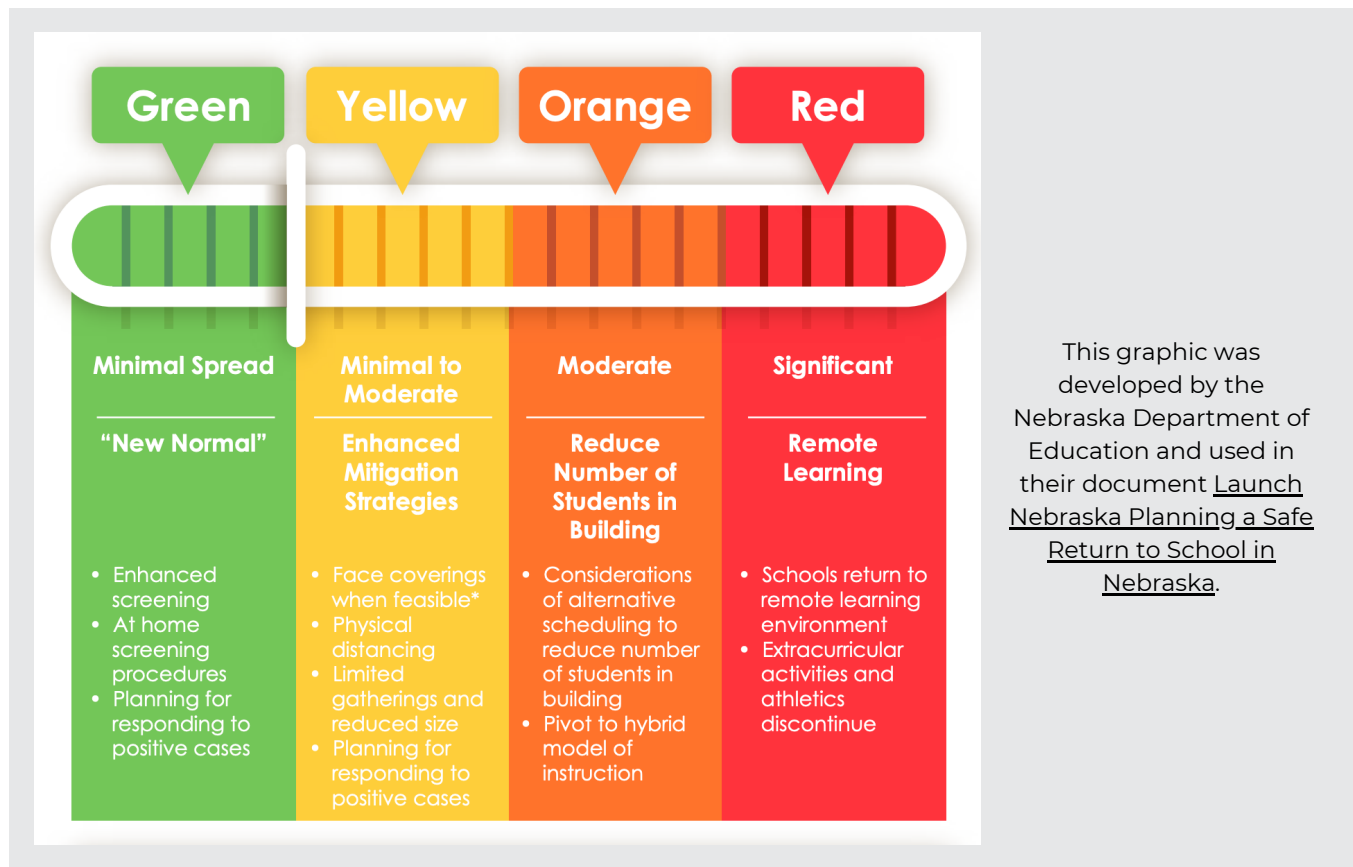 Green
Yellow
Orange
Red
Minimal Spread
“New Normal”
• Enhanced
screening
• At home
screening
procedures
• Planning for
responding to
positive cases
Minimal to
Moderate
Enhanced
Mitigation
Strategies
• Face coverings
when feasible*
• Physical
distancing
• Limited
gatherings and
reduced size
• Planning for
responding to
positive cases
Moderate
Reduce
Number of
Students in
Building
• Considerations
of alternative
scheduling to
reduce number
of students in
building
• Pivot to hybrid
model of
instruction
Significant
Remote
Learning
• Schools return to
remote learning
environment
• Extracurricular
activities and
athletics
discontinue
This graphic was
developed by the
Nebraska Department of
Education and used in
their document Launch
Nebraska Planning a Safe
Return to School in
Nebraska.